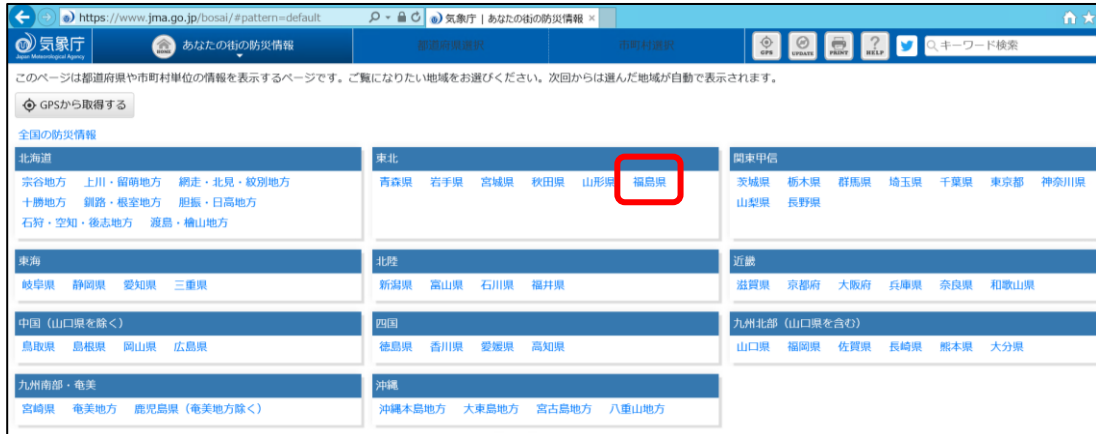 https://www.jma.go.jp/bosai/#pattern=default
気象庁 | あなたの街の防災情報 ×
気象庁
Japan Meteorological Agency
HOME
あなたの街の防災情報
都道府県選択
市町村選択
GPS
UPDATE
PRINT
HELP
キーワード検索
このページは都道府県や市町村単位の情報を表示するページです。ご覧になりたい地域をお選びください。次回からは選んだ地域が自動で表示されます。
GPSから取得する
全国の防災情報
北海道
宗谷地方 上川・留萌地方 網走・北見・紋別地方
十勝地方 釧路・根室地方 胆振・日高地方
石狩・空知・後志地方 渡島・檜山地方
東北
青森県 岩手県 宮城県 秋田県 山形県 福島県
関東甲信
茨城県 栃木県 群馬県 埼玉県 千葉県 東京都 神奈川県
山梨県 長野県
東海
岐阜県 静岡県 愛知県 三重県
北陸
新潟県 富山県 石川県 福井県
近畿
滋賀県 京都府 大阪府 兵庫県 奈良県 和歌山県
中国（山口県を除く）
鳥取県 島根県 岡山県 広島県
四国
徳島県 香川県 愛媛県 高知県
九州北部（山口県を含む）
山口県 福岡県 佐賀県 長崎県 熊本県 大分県
九州南部・奄美
宮崎県 奄美地方 鹿児島県（奄美地方除く）
沖縄
沖縄本島地方 大東島地方 宮古島地方 八重山地方